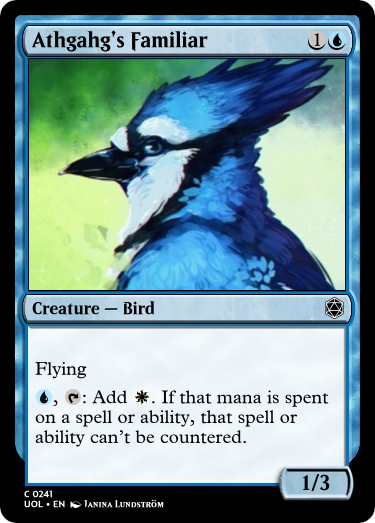 Athgahg's Familiar 1
Creature — Bird
Flying
, : Add . If that mana is spent
on a spell or ability, that spell or
ability can't be countered.
1/3
C 0241
UOL • EN Janina Lundström